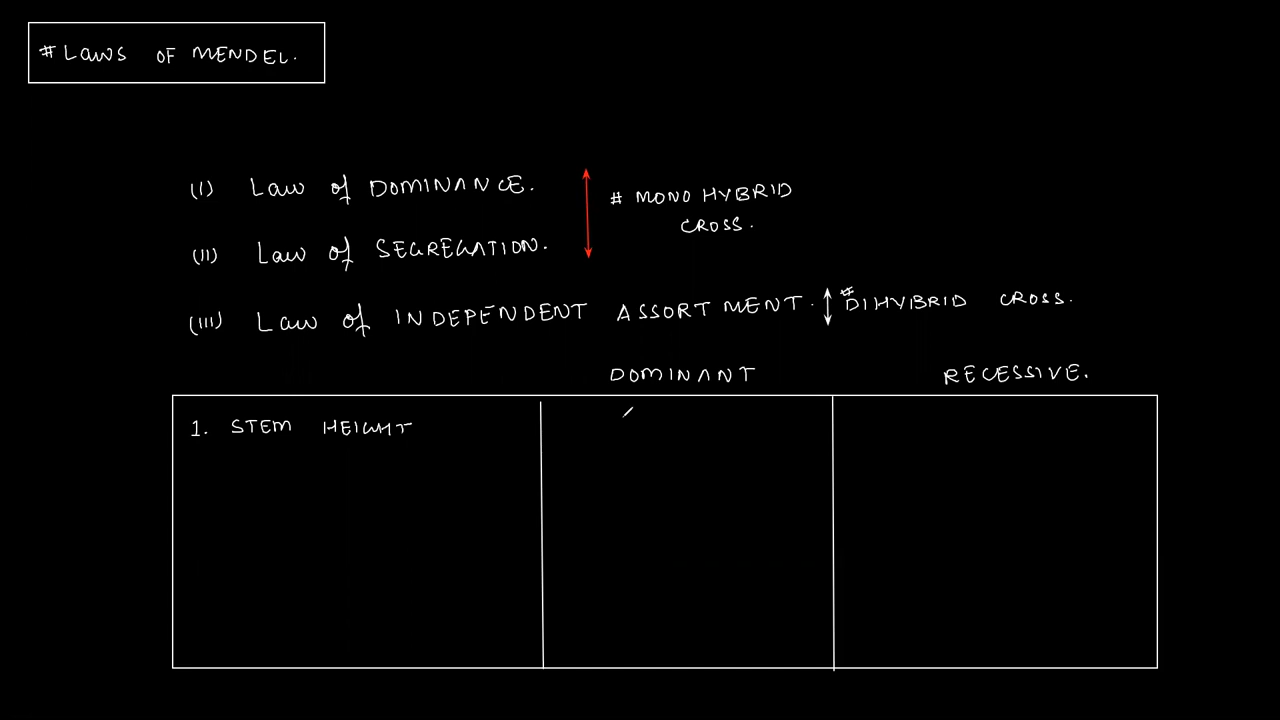 # LAWS OF MENDEL.
(I) Law of DOMINANCE.
# MONO HYBRID
CROSS.
(II) Law of SEGREGATION.
(III) Law of INDEPENDENT ASSORTMENT. # DIHYBRID CROSS.
DOMINANT RECESSIVE.
1. STEM HEIGHT